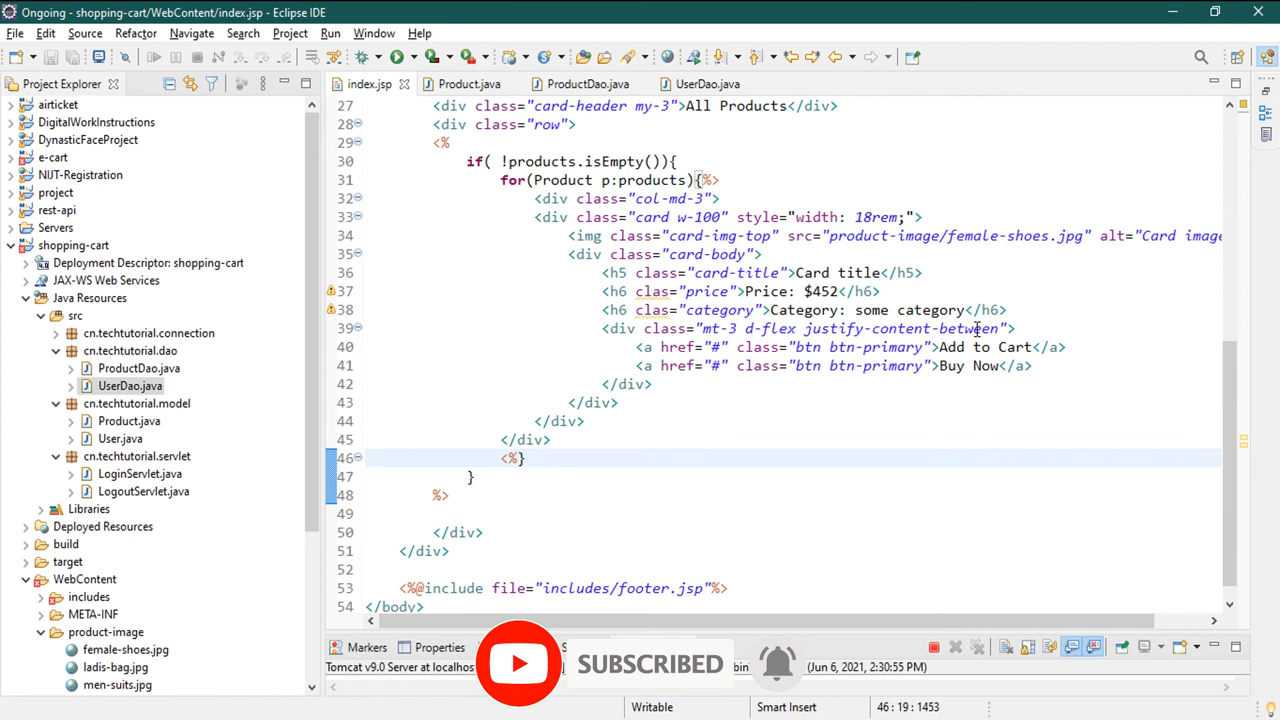 Ongoing - shopping-cart/WebContent/index.jsp - Eclipse IDE
File Edit Source Refactor Navigate Search Project Run Window Help
Project Explorer
index.jsp Product.java ProductDao.java UserDao.java
airticket
DigitalWorkInstructions
DynasticFaceProject
e-cart
NIJT-Registration
project
rest-api
Servers
shopping-cart
Deployment Descriptor: shopping-cart
JAX-WS Web Services
Java Resources
src
cn.techtutorial.connection
cn.techtutorial.dao
ProductDao.java
UserDao.java
cn.techtutorial.model
Product.java
User.java
cn.techtutorial.servlet
LoginServlet.java
LogoutServlet.java
Libraries
Deployed Resources
build
target
WebContent
includes
META-INF
product-image
female-shoes.jpg
ladis-bag.jpg
men-suits.jpg
27 <div class="card-header my-3">All Products</div>
28 <div class="row">
29 <%
30 if( !products.isEmpty()){
31 for(Product p:products){%>
32 <div class="col-md-3">
33 <div class="card w-100" style="width: 18rem;">
34 <img class="card-img-top" src="product-image/female-shoes.jpg" alt="Card image
35 <div class="card-body">
36 <h5 class="card-title">Card title</h5>
37 <h6 clas="price">Price: $452</h6>
38 <h6 clas="category">Category: some category</h6>
39 <div class="mt-3 d-flex justify-content-between">
40 <a href="#" class="btn btn-primary">Add to Cart</a>
41 <a href="#" class="btn btn-primary">Buy Now</a>
42 </div>
43 </div>
44 </div>
45 </div>
46 <%}
47 }
48 %>
49
50 </div>
51 </div>
52
53 <%@include file="includes/footer.jsp"%>
54 </body>
Markers Properties
Tomcat v9.0 Server at localhos
(Jun 6, 2021, 2:30:55 PM)
SUBSCRIBED
Writable Smart Insert 46 : 19 : 1453